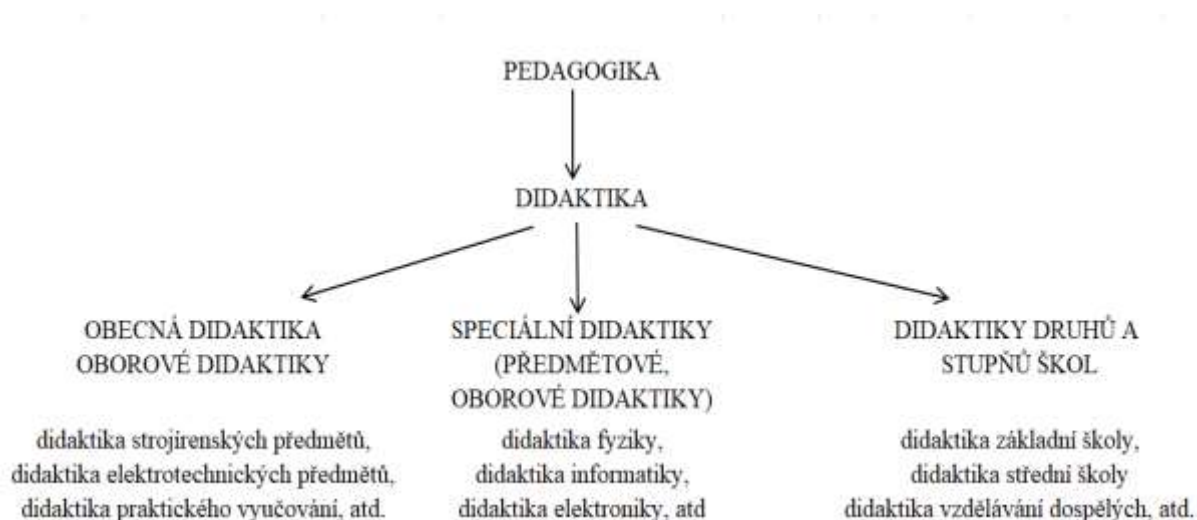 PEDAGOGIKA
DIDAKTIKA
OBECNÁ DIDAKTIKA
OBOROVÉ DIDAKTIKY
didaktika strojirenských předmětů,
didaktika elektrotechnických předmětů,
didaktika praktického vyučování, atd.
SPECIÁLNÍ DIDAKTIKY
(PŘEDMĚTOVÉ,
OBOROVÉ DIDAKTIKY)
didaktika fyziky,
didaktika informatiky,
didaktika elektroniky, atd
DIDAKTIKY DRUHŮ A
STUPŇŮ ŠKOL
didaktika základní školy,
didaktika střední školy
didaktika vzdělávání dospělých, atd.